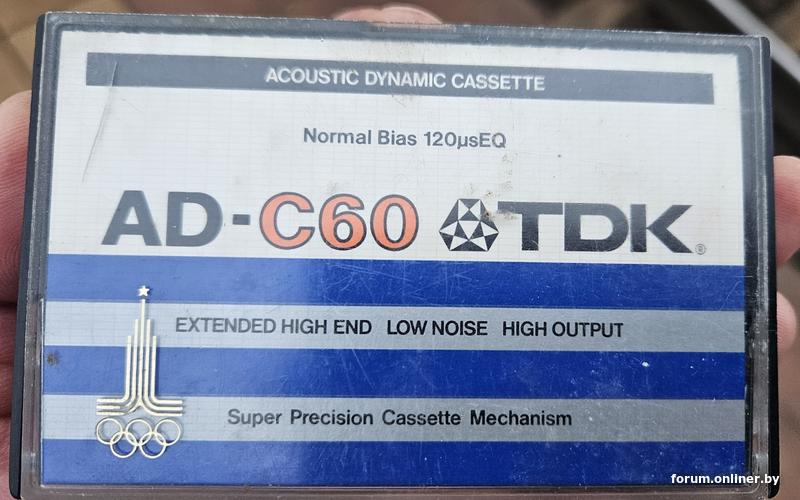 ACOUSTIC DYNAMIC CASSETTE
Normal Bias 120µsEQ
AD-C60 TDK®
EXTENDED HIGH END LOW NOISE HIGH OUTPUT
Super Precision Cassette Mechanism
forum.onliner.by